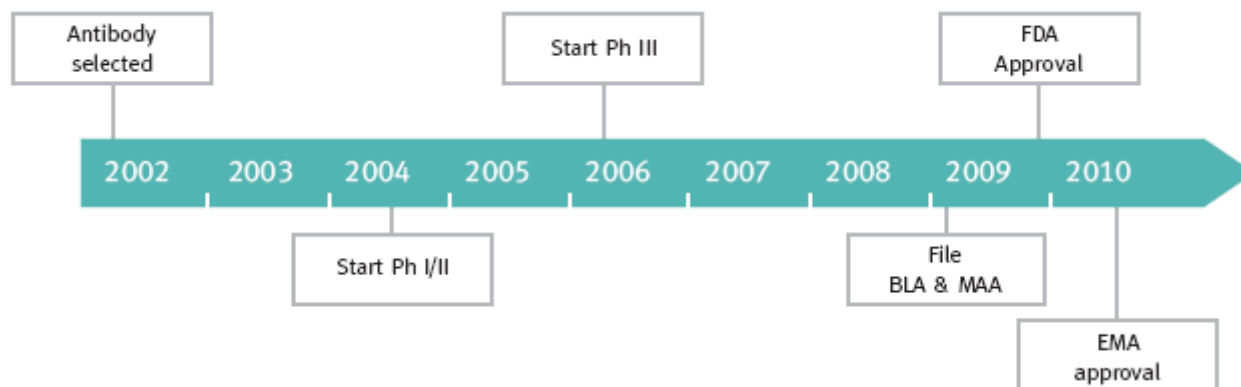 Antibody
selected
Start Ph III
FDA
Approval
2002 2003 2004 2005 2006 2007 2008 2009 2010
Start Ph I/II
File
BLA & MAA
EMA
approval